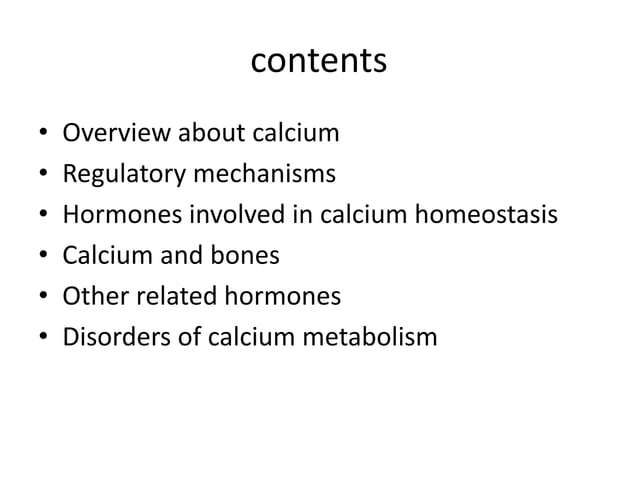 contents
• Overview about calcium
• Regulatory mechanisms
• Hormones involved in calcium homeostasis
• Calcium and bones
• Other related hormones
• Disorders of calcium metabolism